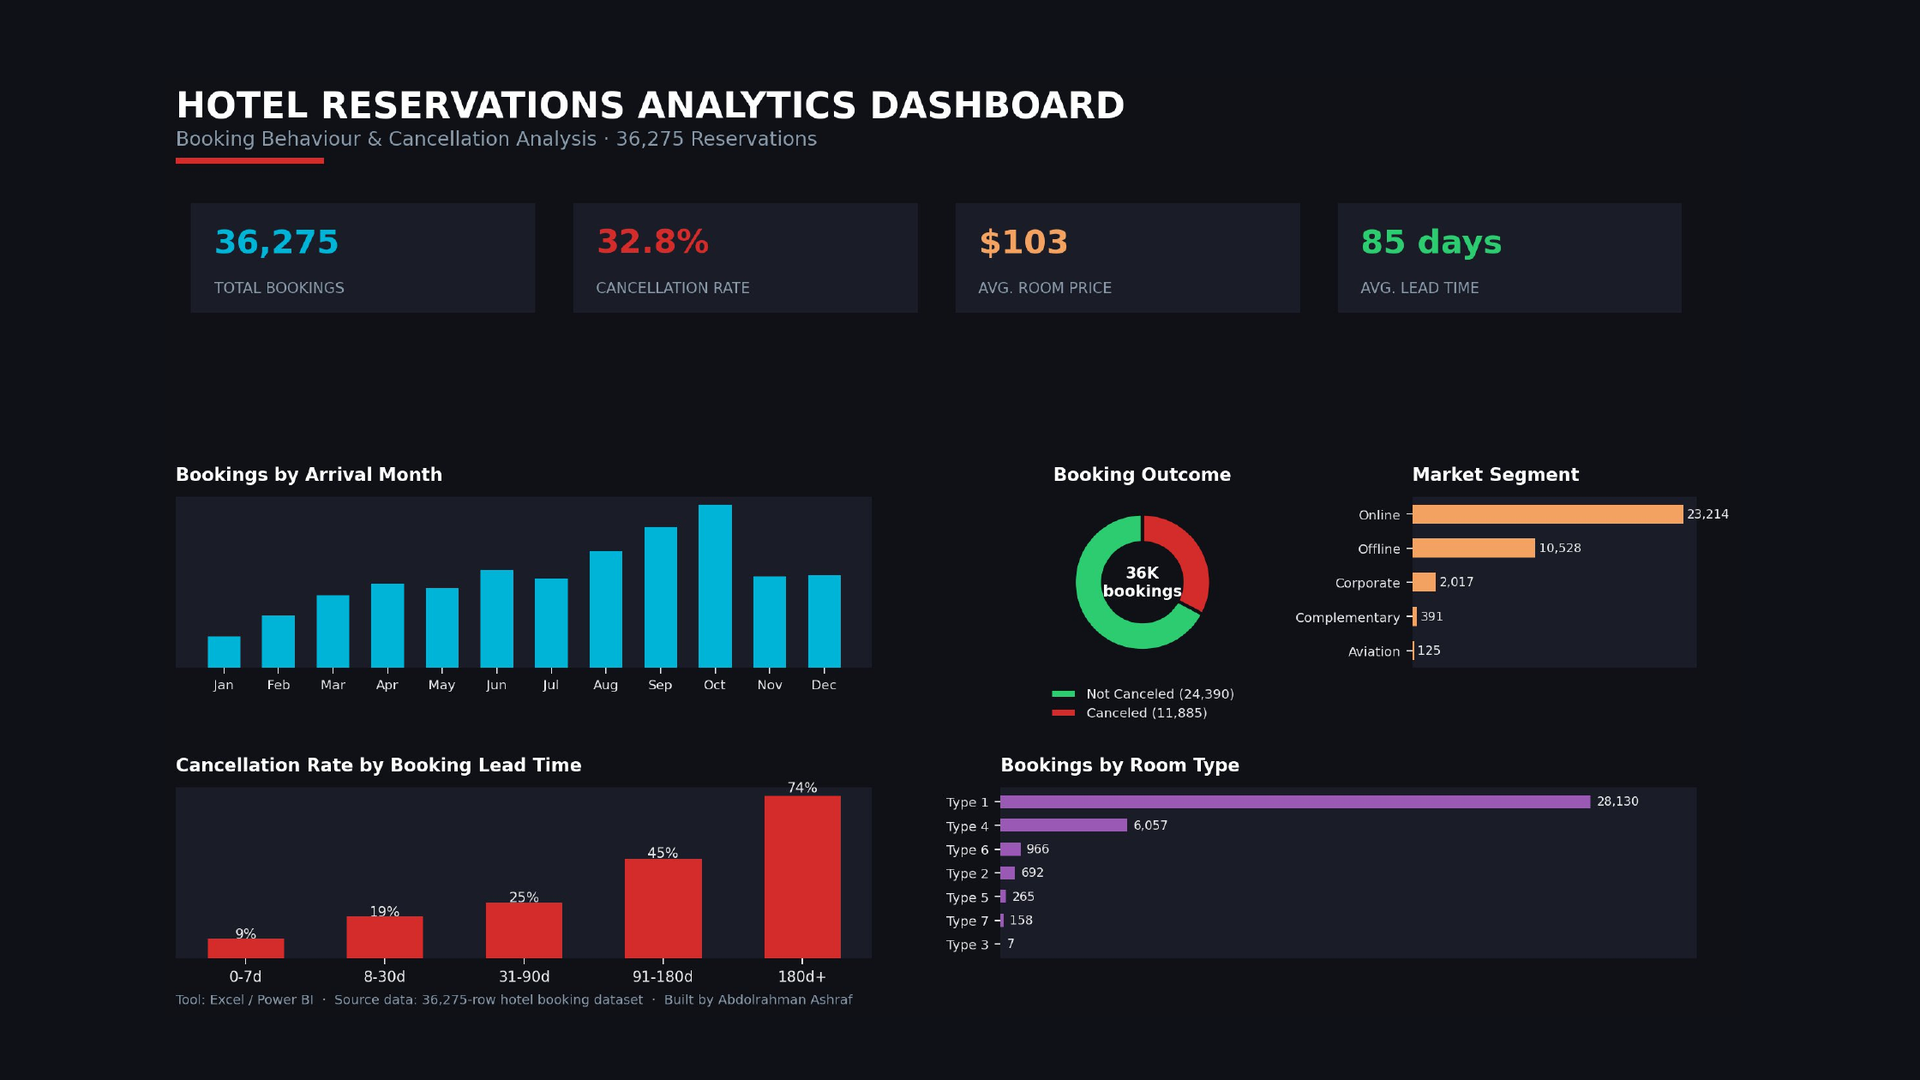 HOTEL RESERVATIONS ANALYTICS DASHBOARD
Booking Behaviour & Cancellation Analysis · 36,275 Reservations
36,275
TOTAL BOOKINGS
32.8%
CANCELLATION RATE
$103
AVG. ROOM PRICE
85 days
AVG. LEAD TIME
Bookings by Arrival Month
Jan Feb Mar Apr May Jun Jul Aug Sep Oct Nov Dec
Booking Outcome
36K
bookings
Not Canceled (24,390)
Canceled (11,885)
Market Segment
Online 23,214
Offline 10,528
Corporate 2,017
Complementary 391
Aviation 125
Cancellation Rate by Booking Lead Time
9% 19% 25% 45% 74%
0-7d 8-30d 31-90d 91-180d 180d+
Bookings by Room Type
Type 1 28,130
Type 4 6,057
Type 6 966
Type 2 692
Type 5 265
Type 7 158
Type 3 7
Tool: Excel / Power BI · Source data: 36,275-row hotel booking dataset · Built by Abdolrahman Ashraf